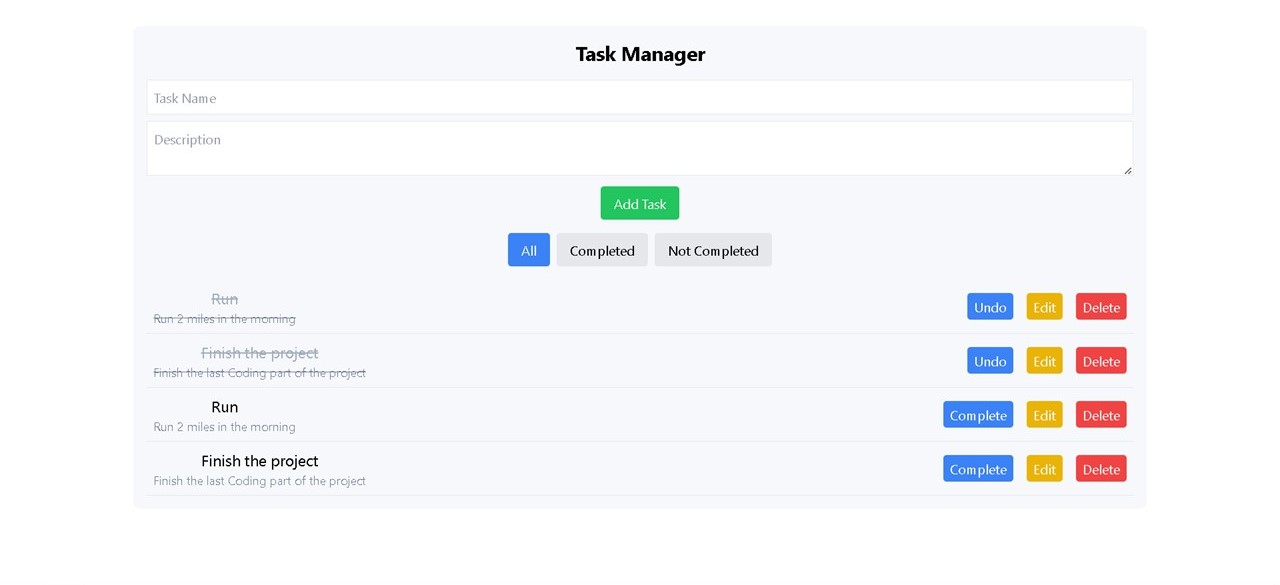 Task Manager
Task Name
Description
Add Task
All Completed Not Completed
Run
Run 2 miles in the morning
Undo Edit Delete
Finish the project
Finish the last Coding part of the project
Undo Edit Delete
Run
Run 2 miles in the morning
Complete Edit Delete
Finish the project
Finish the last Coding part of the project
Complete Edit Delete